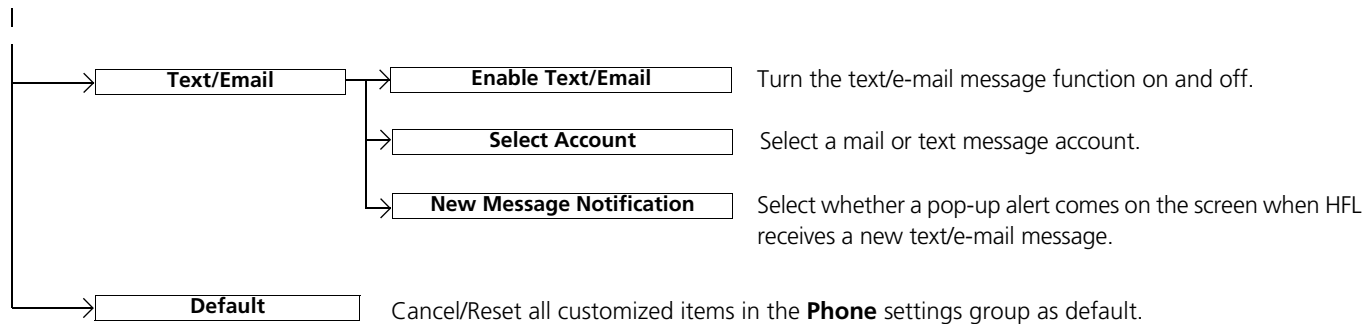 Text/Email
Enable Text/Email
Turn the text/e-mail message function on and off.
Select Account
Select a mail or text message account.
New Message Notification
Select whether a pop-up alert comes on the screen when HFL
receives a new text/e-mail message.
Default
Cancel/Reset all customized items in the Phone settings group as default.